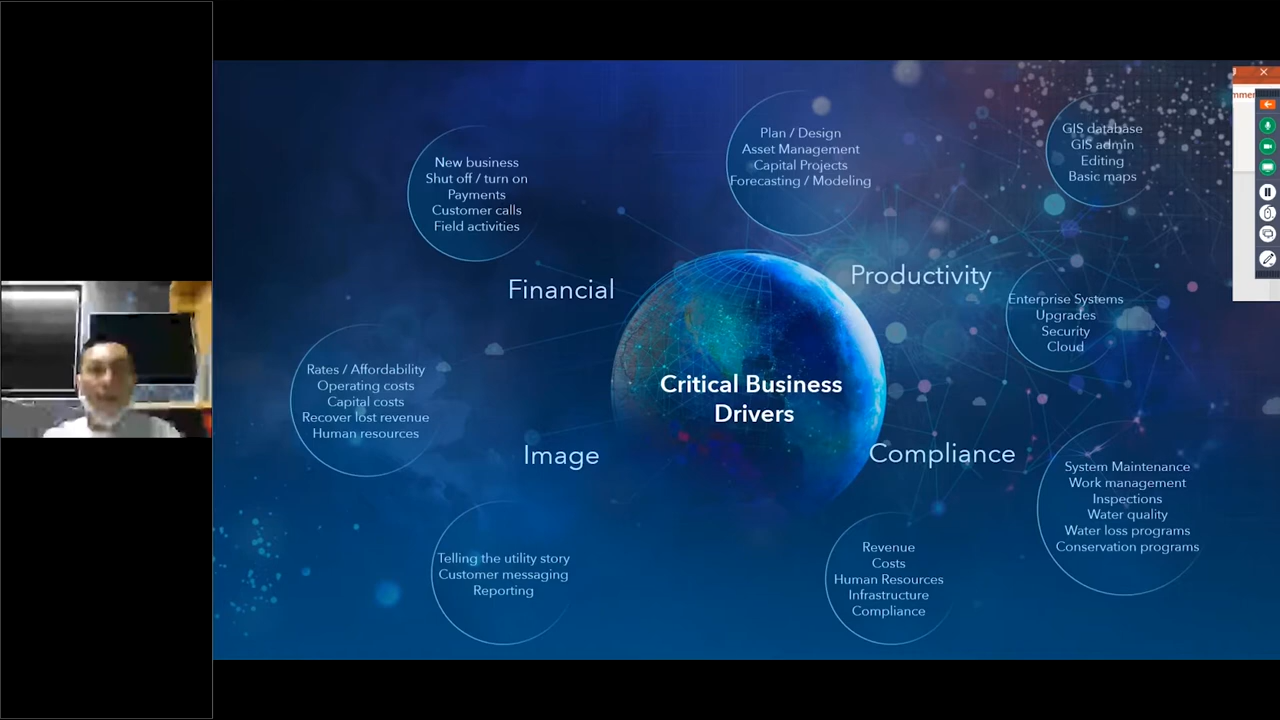 New business
Shut off / turn on
Payments
Customer calls
Field activities
Plan / Design
Asset Management
Capital Projects
Forecasting / Modeling
GIS database
GIS admin
Editing
Basic maps
Financial
Productivity
Enterprise Systems
Upgrades
Security
Cloud
Rates / Affordability
Operating costs
Capital costs
Recover lost revenue
Human resources
Critical Business
Drivers
Image
Compliance
System Maintenance
Work management
Inspections
Water quality
Water loss programs
Conservation programs
Telling the utility story
Customer messaging
Reporting
Revenue
Costs
Human Resources
Infrastructure
Compliance